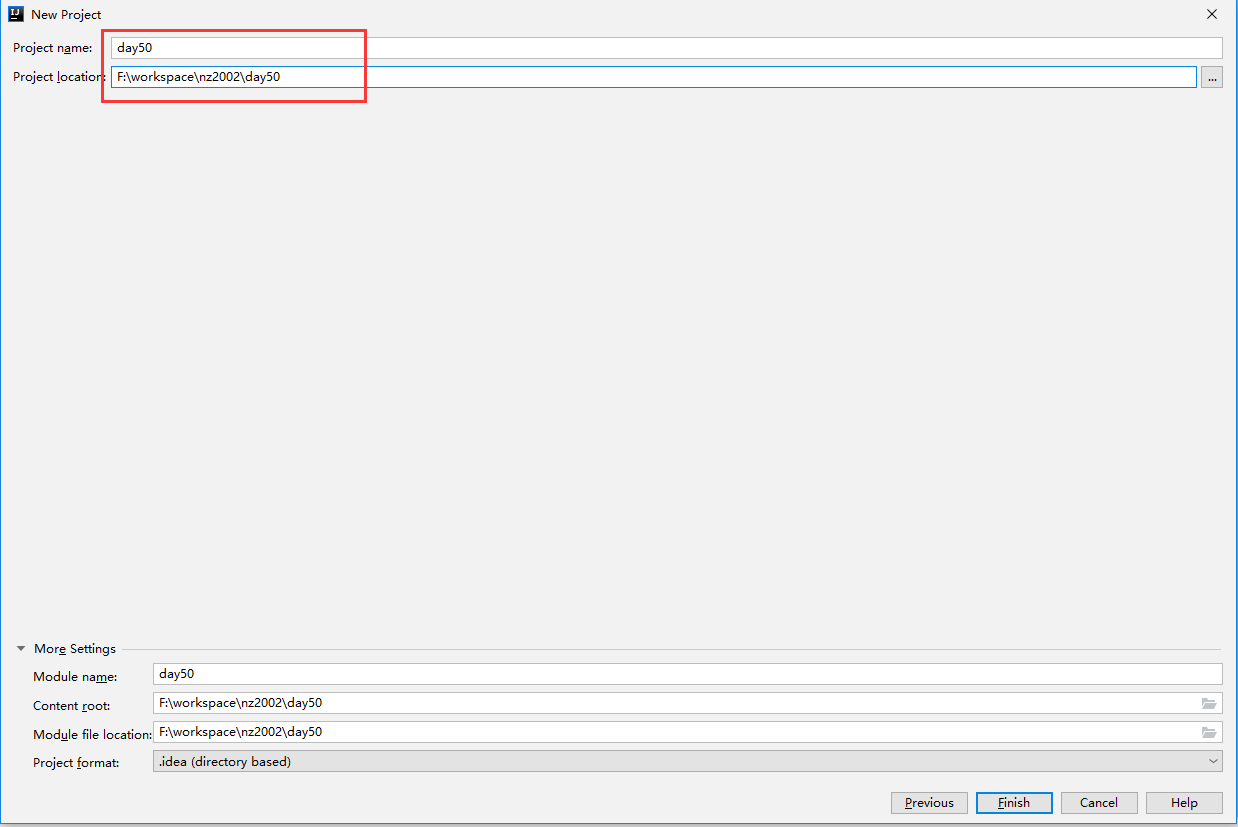 New Project
Project name: day50
Project location: F:\workspace\nz2002\day50 ...
More Settings
Module name: day50
Content root: F:\workspace\nz2002\day50
Module file location: F:\workspace\nz2002\day50
Project format: .idea (directory based)
Previous Finish Cancel Help